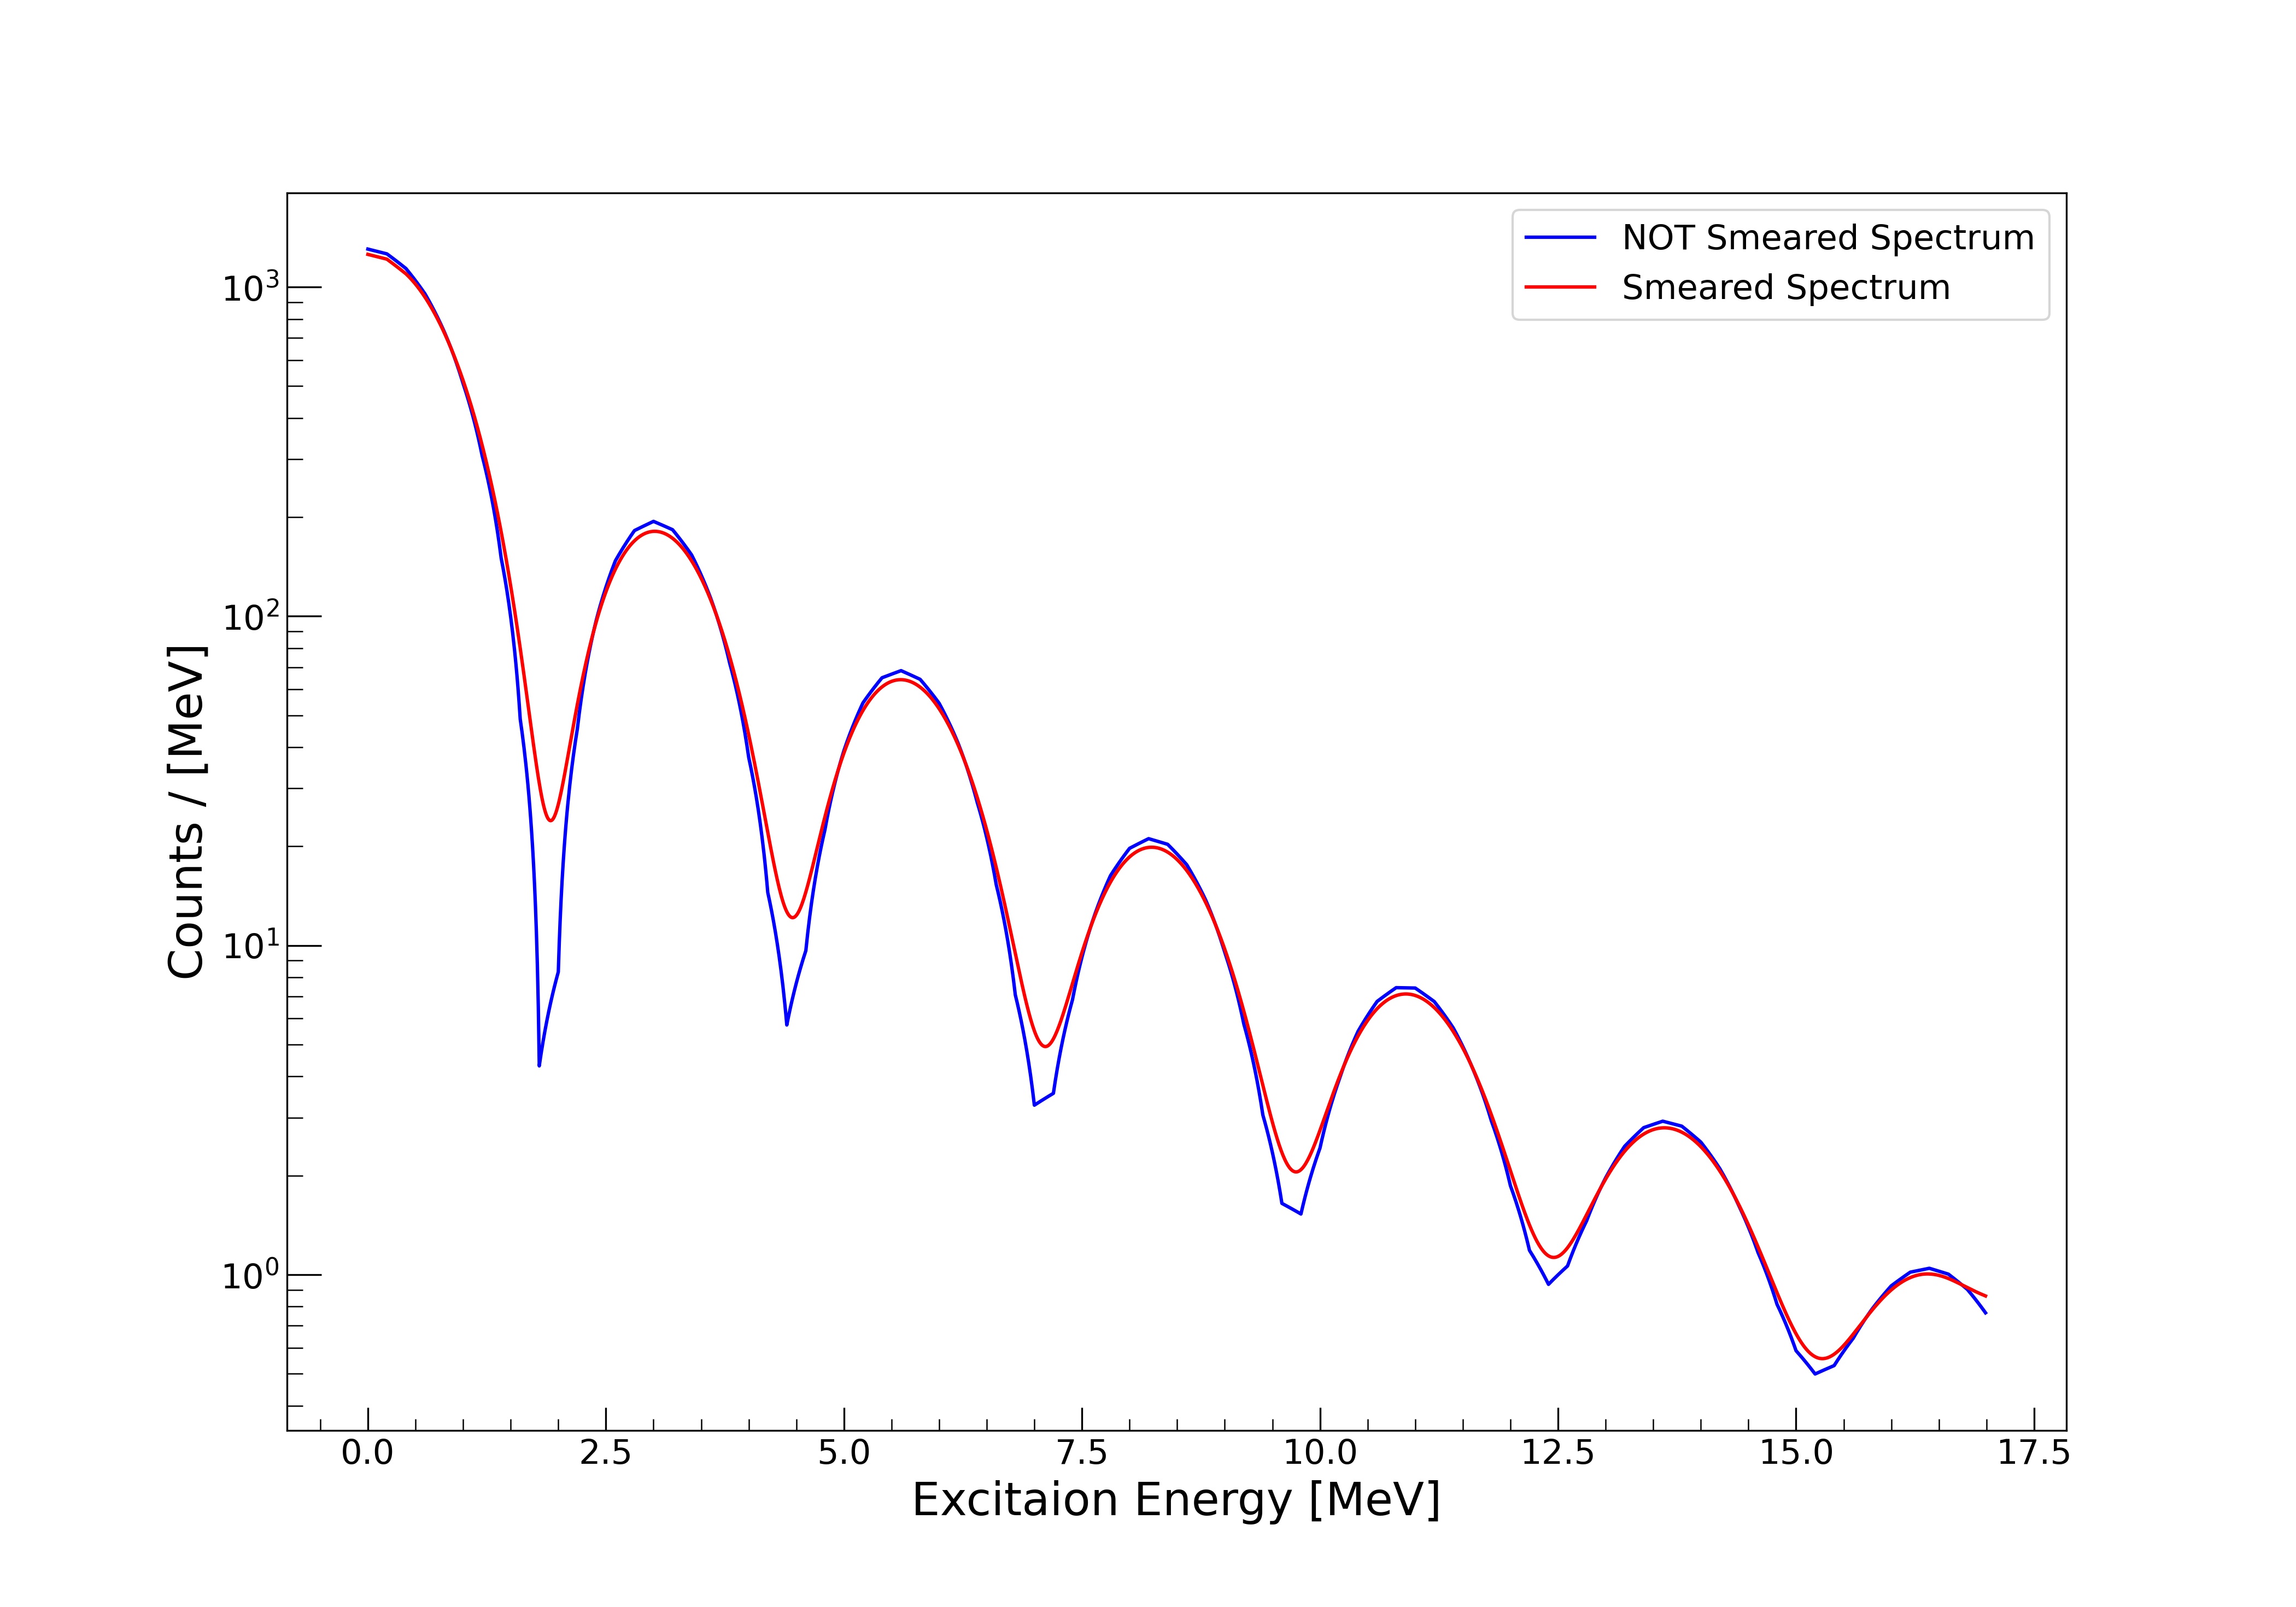 NOT Smeared Spectrum
Smeared Spectrum
10³
10²
10¹
10⁰
Counts / [MeV]
0.0 2.5 5.0 7.5 10.0 12.5 15.0 17.5
Excitaion Energy [MeV]